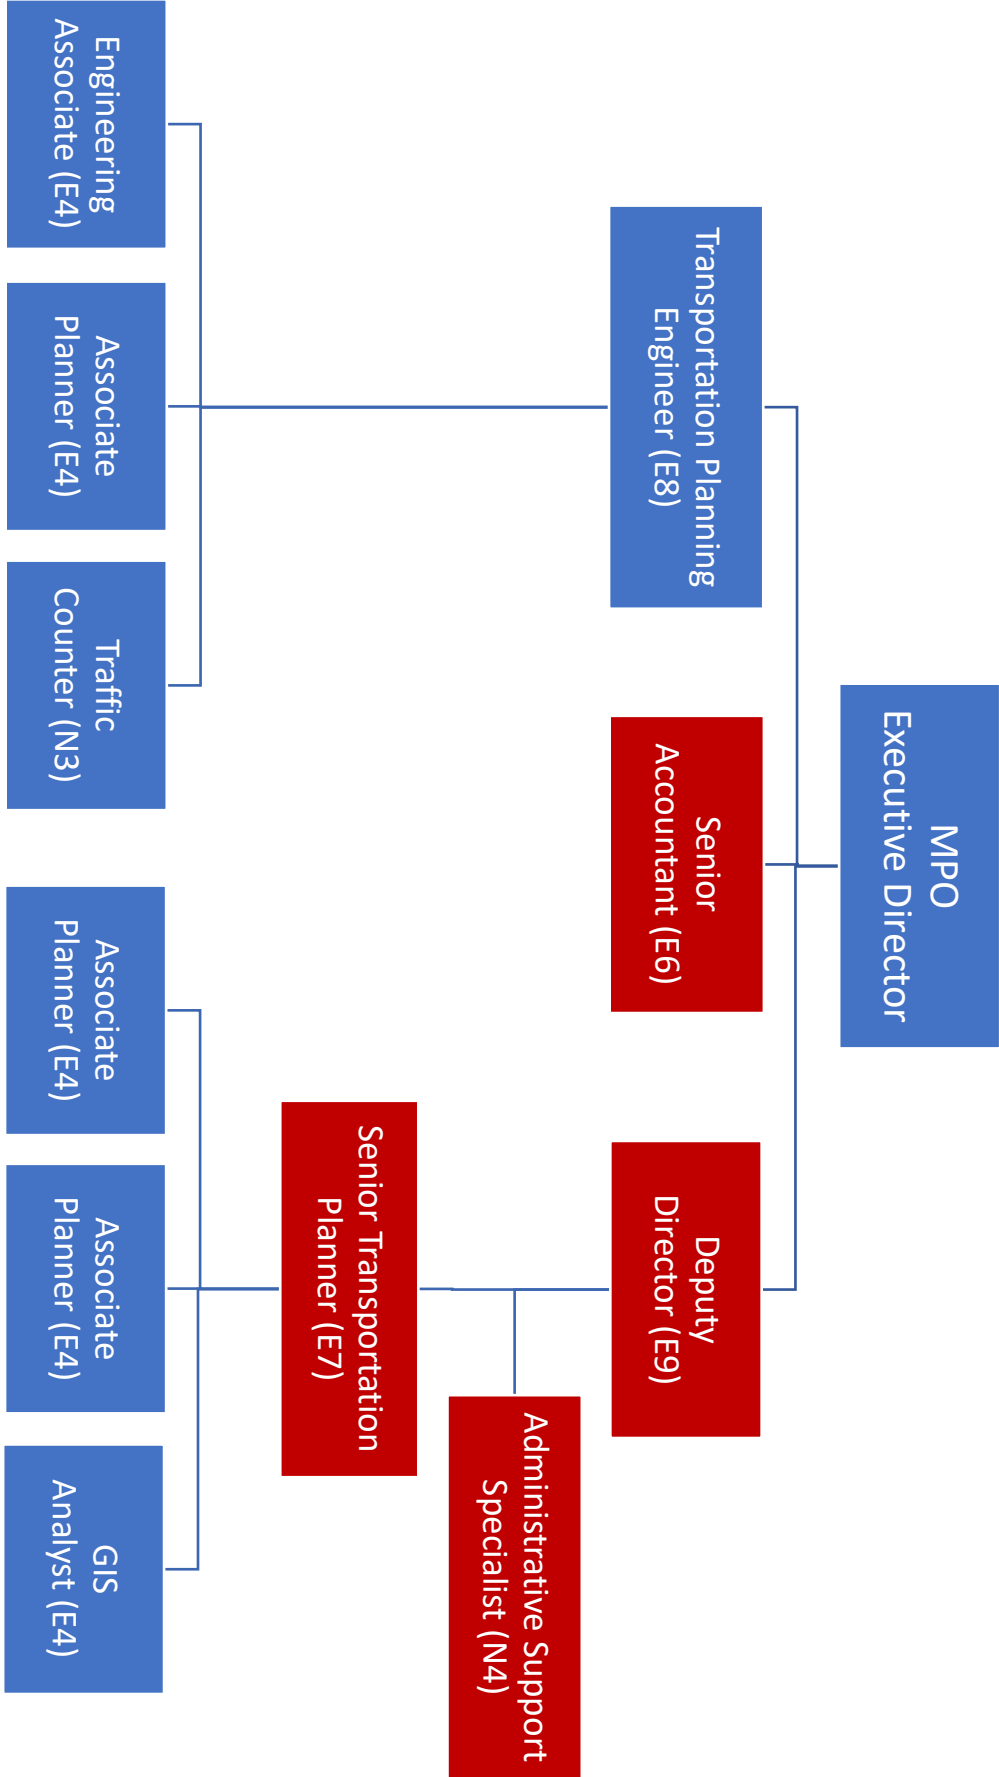 MPO
Executive Director
Transportation Planning
Engineer (E8)
Senior
Accountant (E6)
Deputy
Director (E9)
Administrative Support
Specialist (N4)
Senior Transportation
Planner (E7)
Engineering
Associate (E4)
Associate
Planner (E4)
Traffic
Counter (N3)
Associate
Planner (E4)
Associate
Planner (E4)
GIS
Analyst (E4)